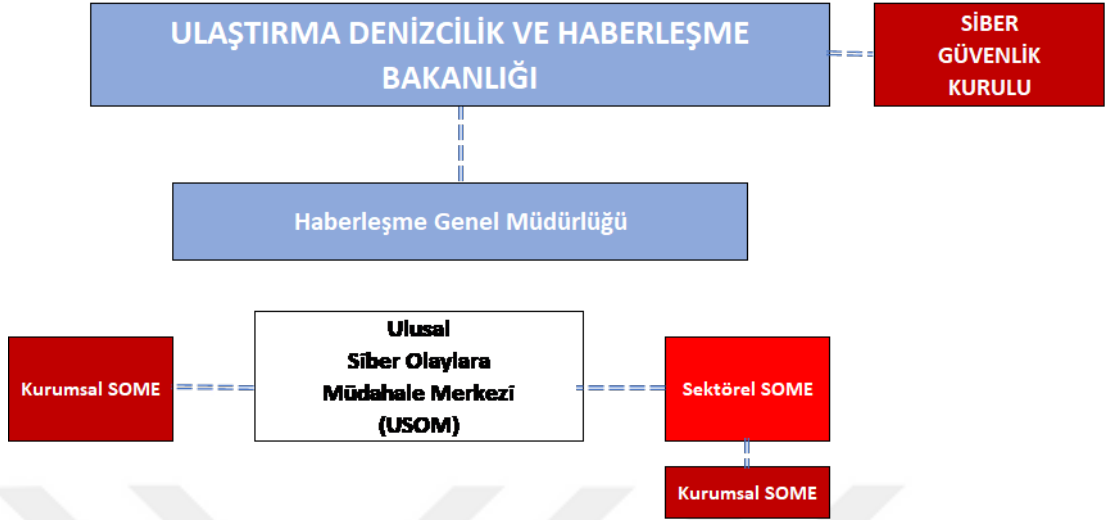 ULAŞTIRMA DENİZCİLİK VE HABERLEŞME
BAKANLIĞI
SİBER
GÜVENLİK
KURULU
Haberleşme Genel Müdürlüğü
Kurumsal SOME
Ulusal
Siber Olaylara
Müdahale Merkezi
(USOM)
Sektörel SOME
Kurumsal SOME